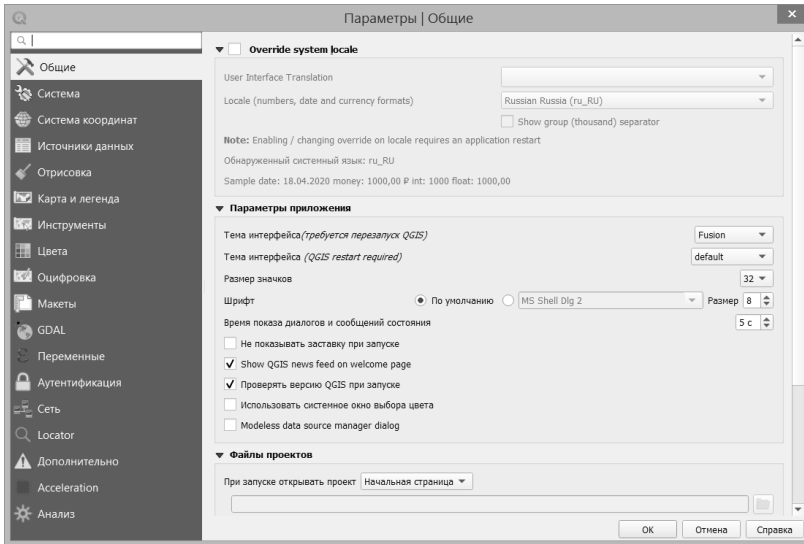 Параметры | Общие
Общие
Система
Система координат
Источники данных
Отрисовка
Карта и легенда
Инструменты
Цвета
Оцифровка
Макеты
GDAL
Переменные
Аутентификация
Сеть
Locator
Дополнительно
Acceleration
Анализ
Override system locale
User Interface Translation
Locale (numbers, date and currency formats) Russian Russia (ru_RU)
Show group (thousand) separator
Note: Enabling / changing override on locale requires an application restart
Обнаруженный системный язык: ru_RU
Sample date: 18.04.2020 money: 1000,00 ₽ int: 1000 float: 1000,00
Параметры приложения
Тема интерфейса(требуется перезапуск QGIS) Fusion
Тема интерфейса (QGIS restart required) default
Размер значков 32
Шрифт По умолчанию MS Shell Dlg 2 Размер 8
Время показа диалогов и сообщений состояния 5 с
Не показывать заставку при запуске
Show QGIS news feed on welcome page
Проверять версию QGIS при запуске
Использовать системное окно выбора цвета
Modeless data source manager dialog
Файлы проектов
При запуске открывать проект Начальная страница
OK Отмена Справка